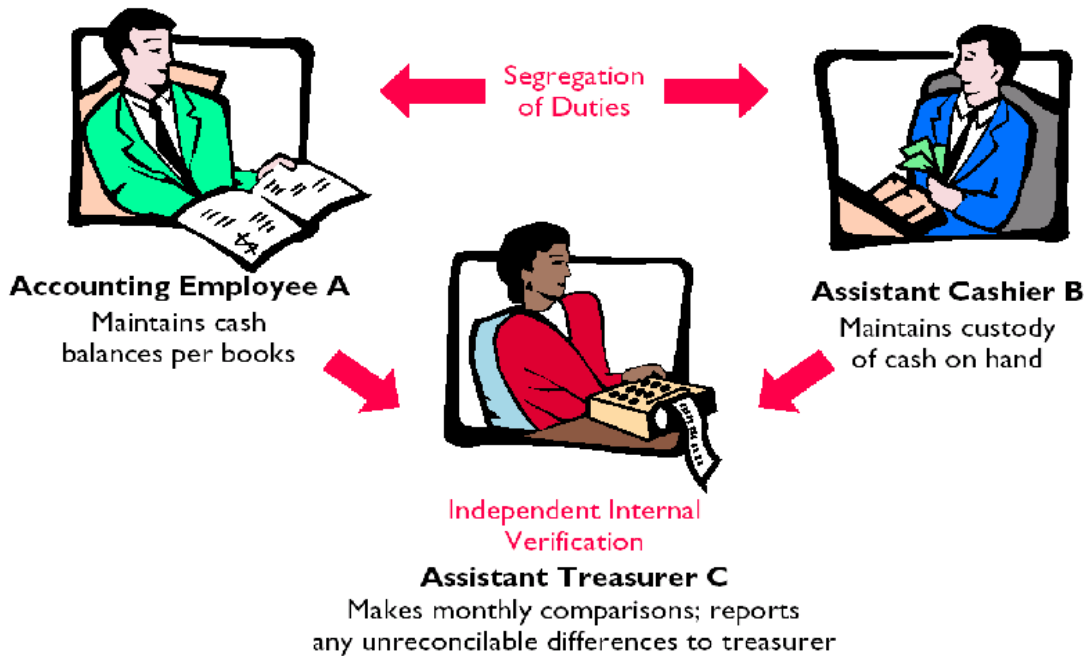 Segregation
of Duties
Accounting Employee A
Maintains cash
balances per books
Assistant Cashier B
Maintains custody
of cash on hand
Independent Internal
Verification
Assistant Treasurer C
Makes monthly comparisons; reports
any unreconcilable differences to treasurer